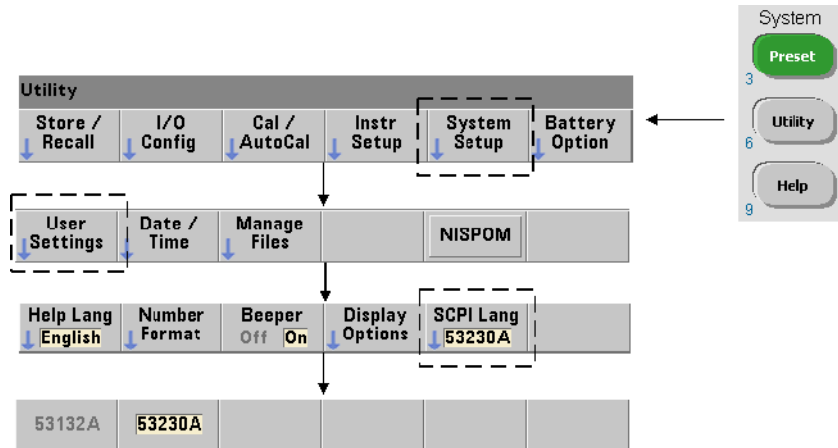 System
Preset
3
Utility
6
Help
9
Utility
Store / Recall
I/O Config
Cal / AutoCal
Instr Setup
System Setup
Battery Option
User Settings
Date / Time
Manage Files
NISPOM
Help Lang English
Number Format
Beeper Off On
Display Options
SCPI Lang 53230A
53132A
53230A